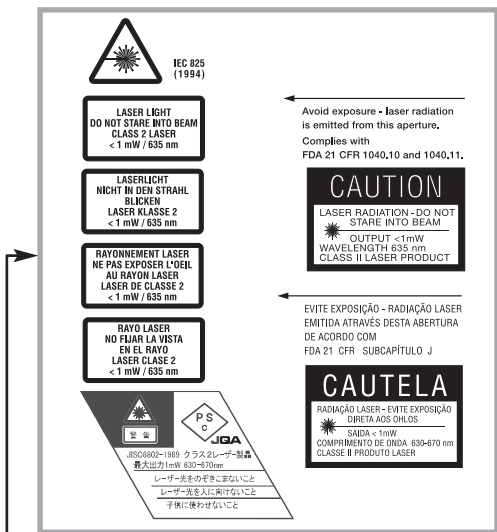 IEC 825
(1994)
LASER LIGHT
DO NOT STARE INTO BEAM
CLASS 2 LASER
< 1 mW / 635 nm
LASERLICHT
NICHT IN DEN STRAHL
BLICKEN
LASER KLASSE 2
< 1 mW / 635 nm
RAYONNEMENT LASER
NE PAS EXPOSER L'OEIL
AU RAYON LASER
LASER DE CLASSE 2
< 1 mW / 635 nm
RAYO LASER
NO FIJAR LA VISTA
EN EL RAYO
LASER CLASE 2
< 1 mW / 635 nm
警告
PS
C
JQA
JISC6802-1989 クラス2レーザ製品
最大出力1mW 630-670nm
レーザー光をのぞきこまないこと
レーザー光を人に向けないこと
子供に使わせないこと
Avoid exposure - laser radiation
is emitted from this aperture.
Complies with
FDA 21 CFR 1040.10 and 1040.11.
CAUTION
LASER RADIATION - DO NOT
STARE INTO BEAM
OUTPUT <1mW
WAVELENGTH 635 nm
CLASS II LASER PRODUCT
EVITE EXPOSIÇÃO - RADIAÇÃO LASER
EMITIDA ATRAVÉS DESTA ABERTURA
DE ACORDO COM
FDA 21 CFR SUBCAPÍTULO J
CAUTELA
RADIAÇÃO LASER - EVITE EXPOSIÇÃO
DIRETA AOS OHLOS
SAIDA < 1mW
COMPRIMENTO DE ONDA 630-670 nm
CLASSE II PRODUTO LASER